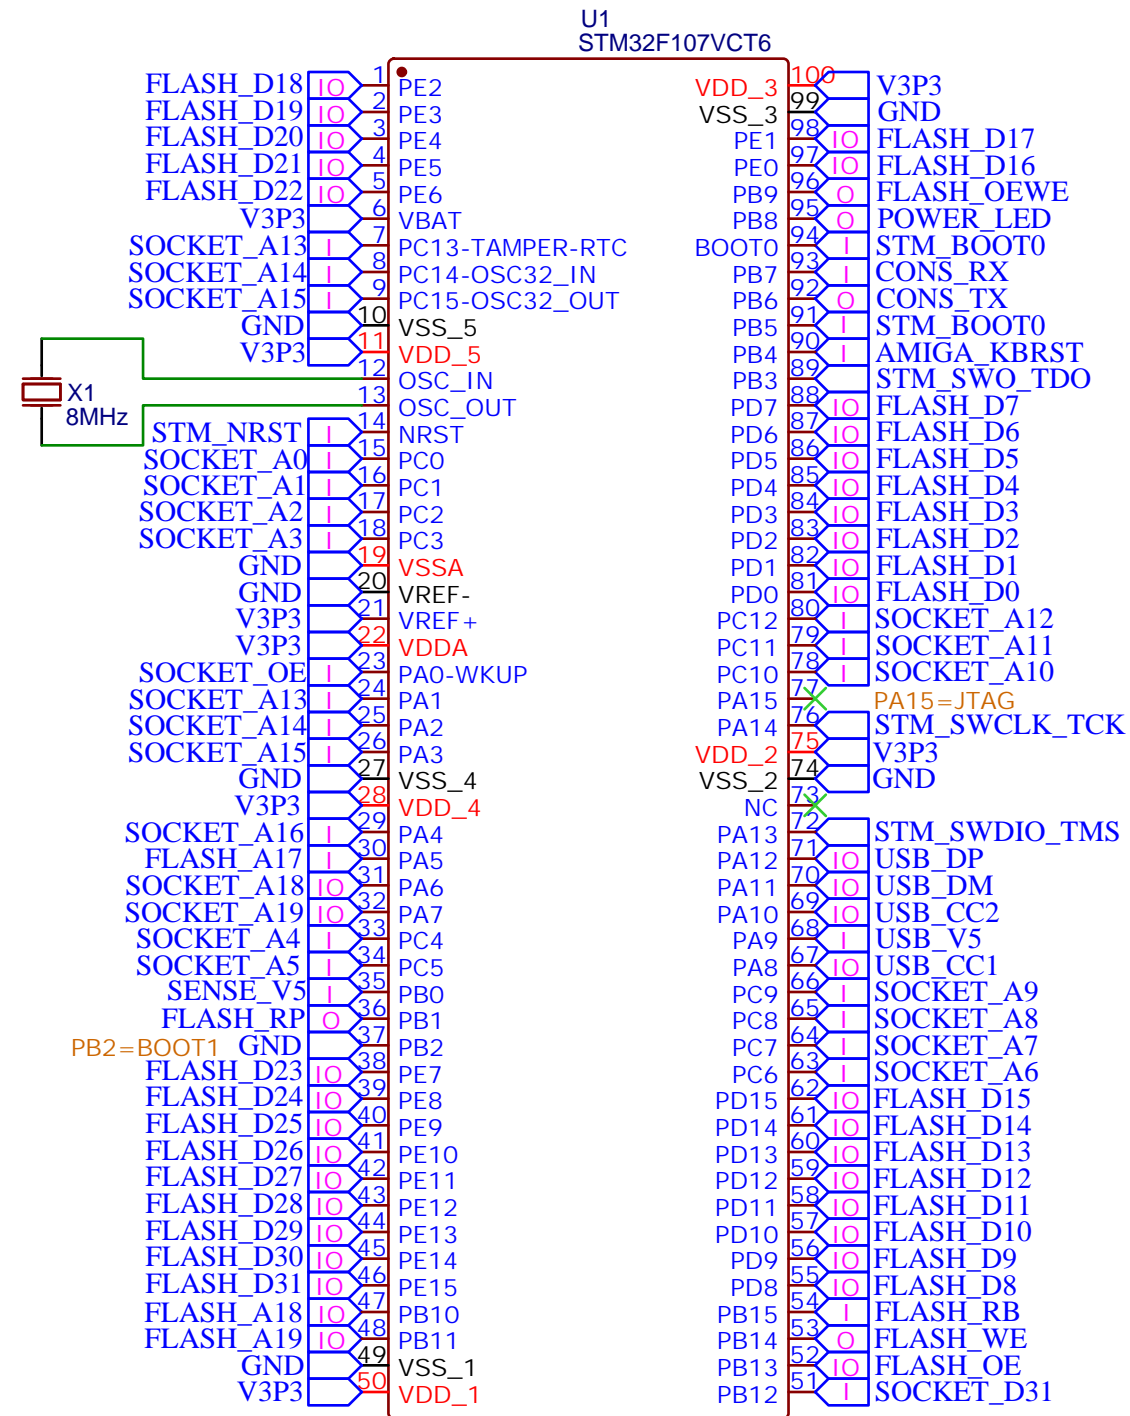 U1
STM32F107VCT6
FLASH_D18 IO 1 PE2 VDD_3 100 V3P3
FLASH_D19 IO 2 PE3 VSS_3 99 GND
FLASH_D20 IO 3 PE4 PE1 98 IO FLASH_D17
FLASH_D21 IO 4 PE5 PE0 97 IO FLASH_D16
FLASH_D22 IO 5 PE6 PB9 96 O FLASH_OEWE
V3P3 6 VBAT PB8 95 O POWER_LED
SOCKET_A13 I 7 PC13-TAMPER-RTC BOOT0 94 I STM_BOOT0
SOCKET_A14 I 8 PC14-OSC32_IN PB7 93 I CONS_RX
SOCKET_A15 I 9 PC15-OSC32_OUT PB6 92 O CONS_TX
GND 10 VSS_5 PB5 91 I STM_BOOT0
V3P3 11 VDD_5 PB4 90 I AMIGA_KBRST
12 OSC_IN PB3 89 STM_SWO_TDO
X1
8MHz
13 OSC_OUT PD7 88 IO FLASH_D7
STM_NRST I 14 NRST PD6 87 IO FLASH_D6
SOCKET_A0 I 15 PC0 PD5 86 IO FLASH_D5
SOCKET_A1 I 16 PC1 PD4 85 IO FLASH_D4
SOCKET_A2 I 17 PC2 PD3 84 IO FLASH_D3
SOCKET_A3 I 18 PC3 PD2 83 IO FLASH_D2
GND 19 VSSA PD1 82 IO FLASH_D1
GND 20 VREF- PD0 81 IO FLASH_D0
V3P3 21 VREF+ PC12 80 I SOCKET_A12
V3P3 22 VDDA PC11 79 I SOCKET_A11
SOCKET_OE I 23 PA0-WKUP PC10 78 I SOCKET_A10
SOCKET_A13 I 24 PA1 PA15 77 PA15=JTAG
SOCKET_A14 I 25 PA2 PA14 76 STM_SWCLK_TCK
SOCKET_A15 I 26 PA3 VDD_2 75 V3P3
GND 27 VSS_4 VSS_2 74 GND
V3P3 28 VDD_4 NC 73
SOCKET_A16 I 29 PA4 PA13 72 STM_SWDIO_TMS
FLASH_A17 I 30 PA5 PA12 71 IO USB_DP
SOCKET_A18 IO 31 PA6 PA11 70 IO USB_DM
SOCKET_A19 IO 32 PA7 PA10 69 IO USB_CC2
SOCKET_A4 I 33 PC4 PA9 68 I USB_V5
SOCKET_A5 I 34 PC5 PA8 67 IO USB_CC1
SENSE_V5 I 35 PB0 PC9 66 I SOCKET_A9
FLASH_RP O 36 PB1 PC8 65 I SOCKET_A8
PB2=BOOT1 GND 37 PB2 PC7 64 I SOCKET_A7
FLASH_D23 IO 38 PE7 PC6 63 I SOCKET_A6
FLASH_D24 IO 39 PE8 PD15 62 IO FLASH_D15
FLASH_D25 IO 40 PE9 PD14 61 IO FLASH_D14
FLASH_D26 IO 41 PE10 PD13 60 IO FLASH_D13
FLASH_D27 IO 42 PE11 PD12 59 IO FLASH_D12
FLASH_D28 IO 43 PE12 PD11 58 IO FLASH_D11
FLASH_D29 IO 44 PE13 PD10 57 IO FLASH_D10
FLASH_D30 IO 45 PE14 PD9 56 IO FLASH_D9
FLASH_D31 IO 46 PE15 PD8 55 IO FLASH_D8
FLASH_A18 IO 47 PB10 PB15 54 I FLASH_RB
FLASH_A19 IO 48 PB11 PB14 53 O FLASH_WE
GND 49 VSS_1 PB13 52 IO FLASH_OE
V3P3 50 VDD_1 PB12 51 I SOCKET_D31